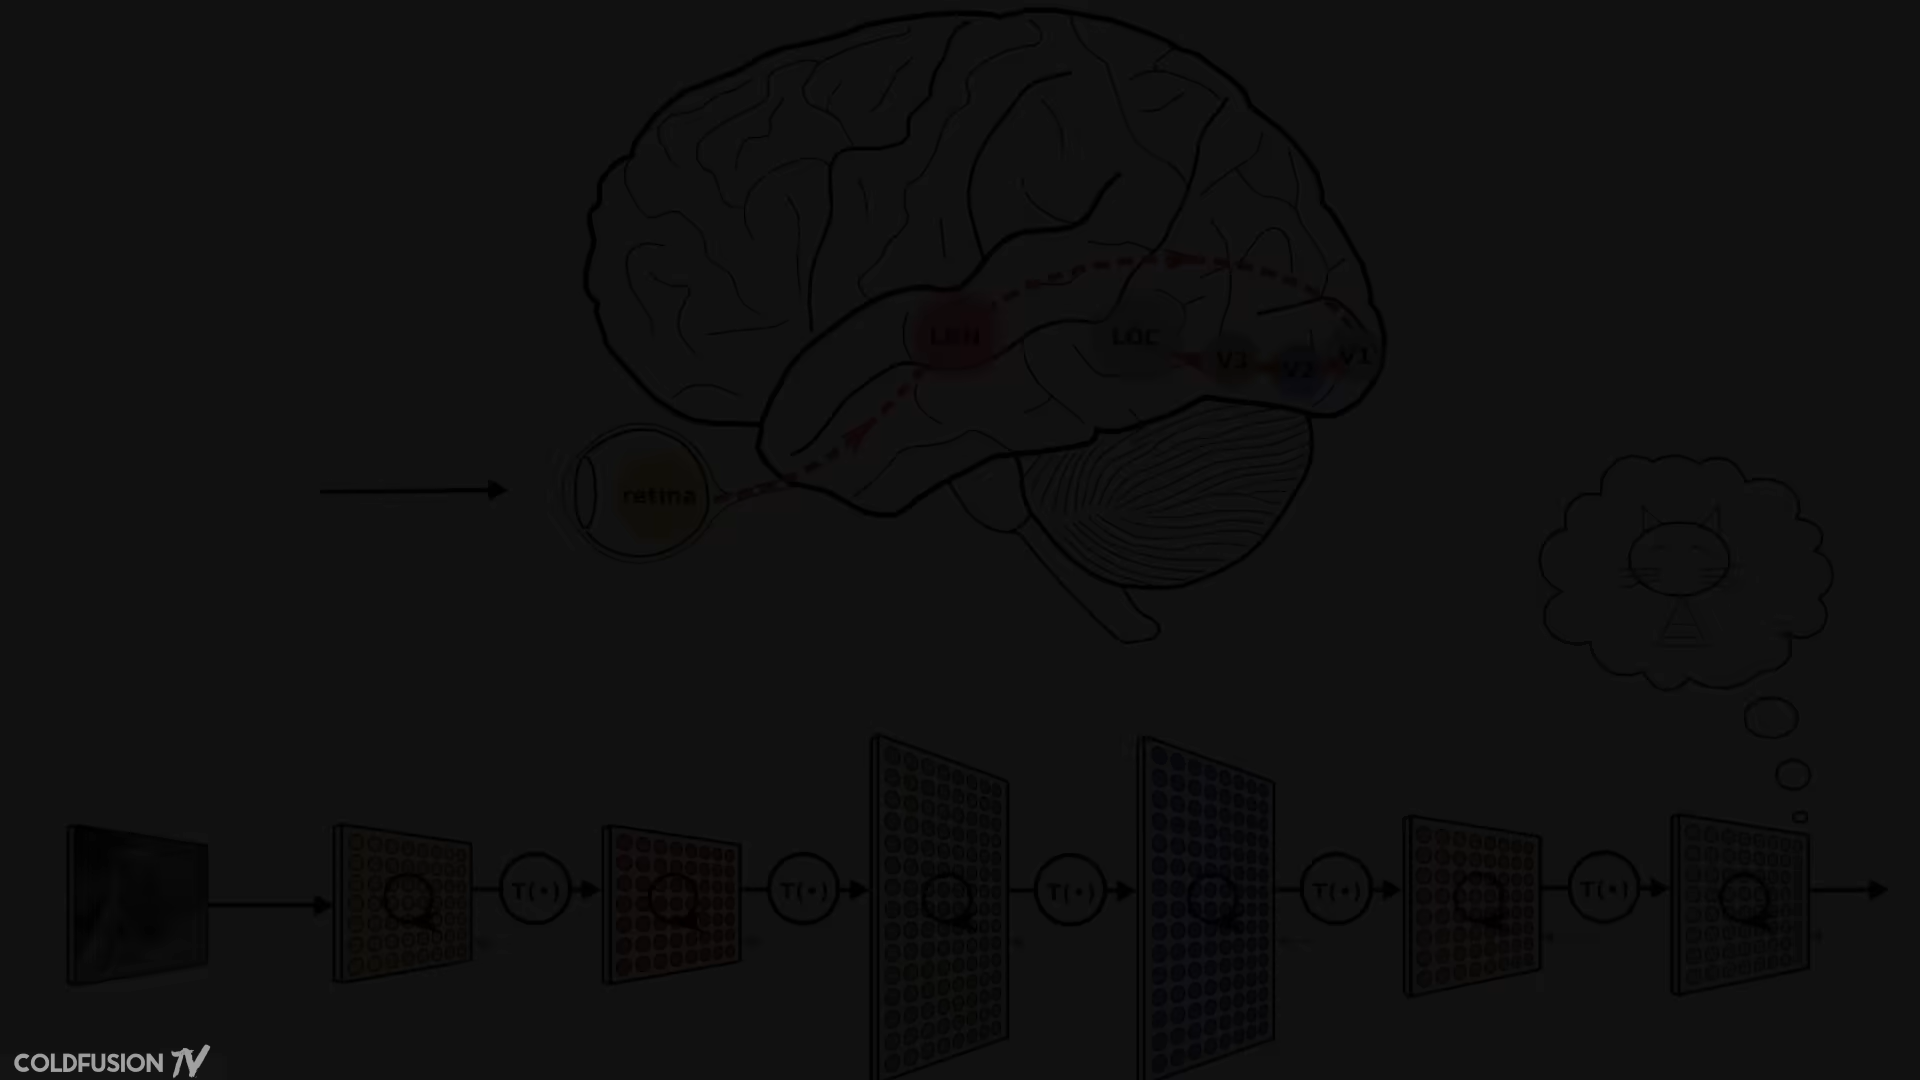 LGN
LOC
V3
V2
V1
retina
T(•)
T(•)
T(•)
T(•)
T(•)
COLDFUSION TV